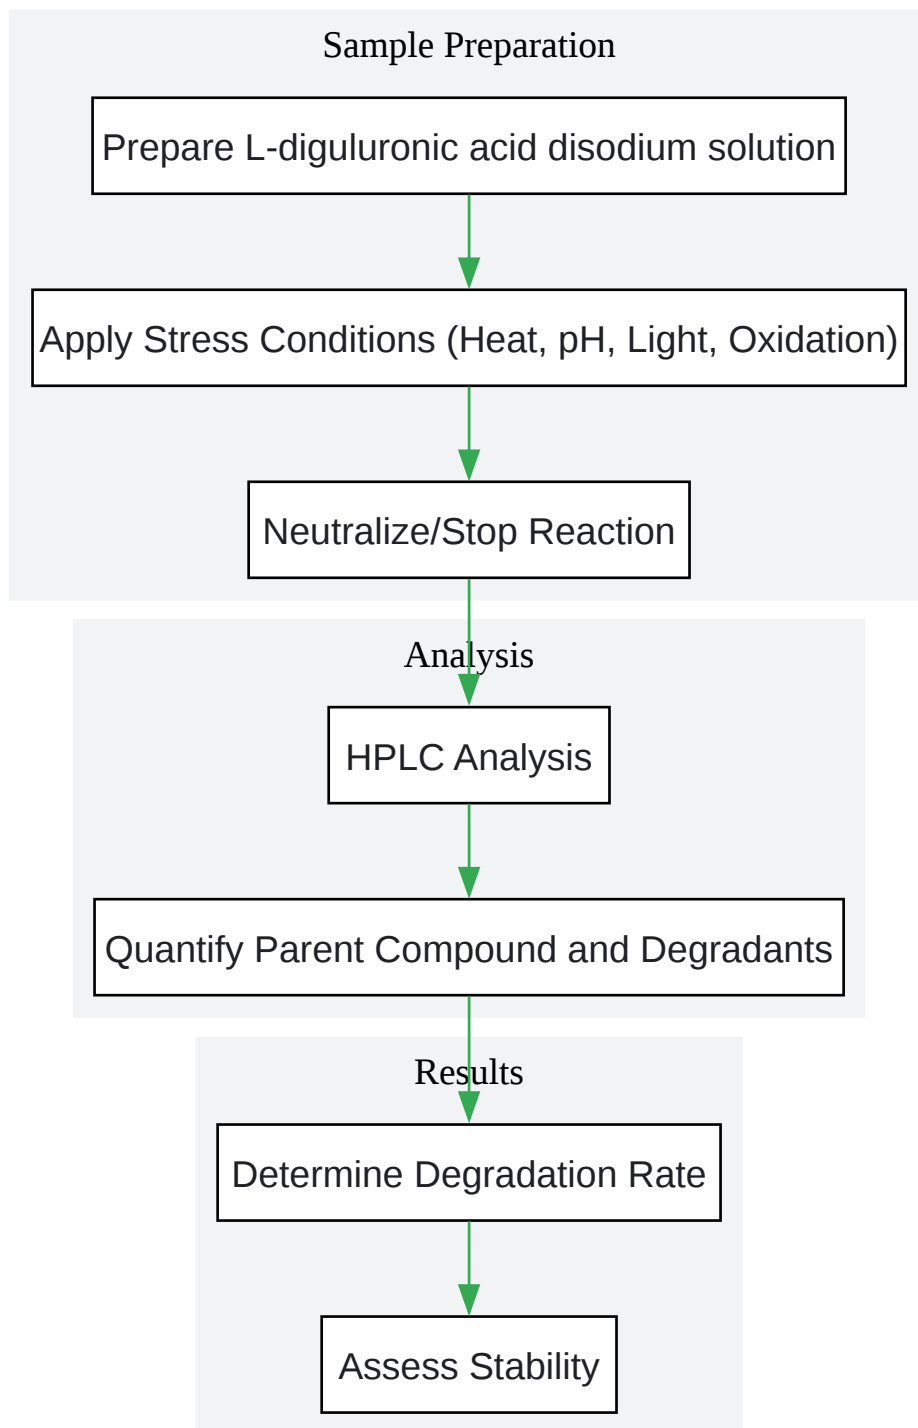 Sample Preparation
Prepare L-diguluronic acid disodium solution
Apply Stress Conditions (Heat, pH, Light, Oxidation)
Neutralize/Stop Reaction
Analysis
HPLC Analysis
Quantify Parent Compound and Degradants
Results
Determine Degradation Rate
Assess Stability